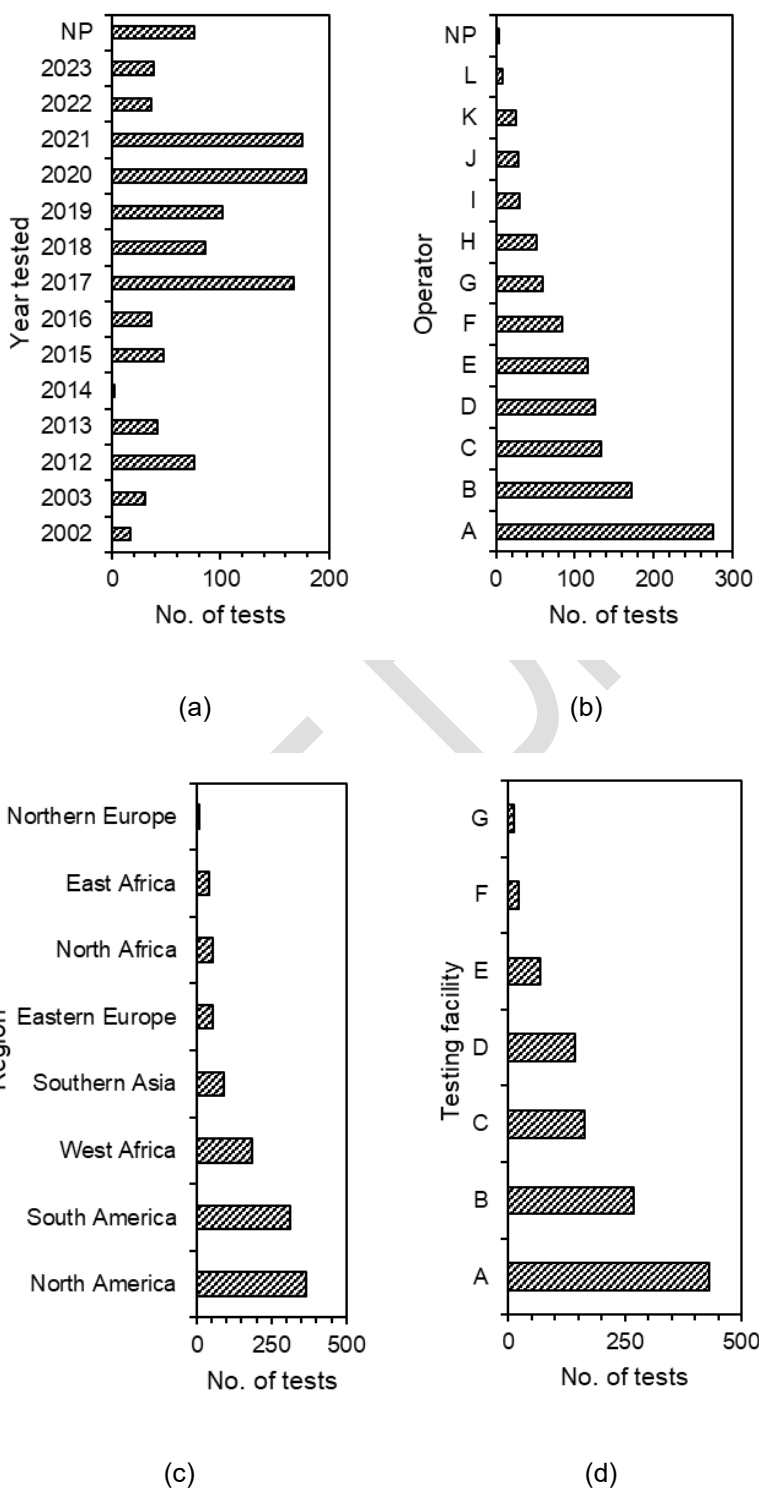 NP
2023
2022
2021
2020
2019
2018
2017
2016
2015
2014
2013
2012
2003
2002
Year tested
0 100 200
No. of tests
(a)
NP
L
K
J
I
H
G
F
E
D
C
B
A
Operator
0 100 200 300
No. of tests
(b)
Northern Europe
East Africa
North Africa
Eastern Europe
Southern Asia
West Africa
South America
North America
Region
0 250 500
No. of tests
(c)
G
F
E
D
C
B
A
Testing facility
0 250 500
No. of tests
(d)